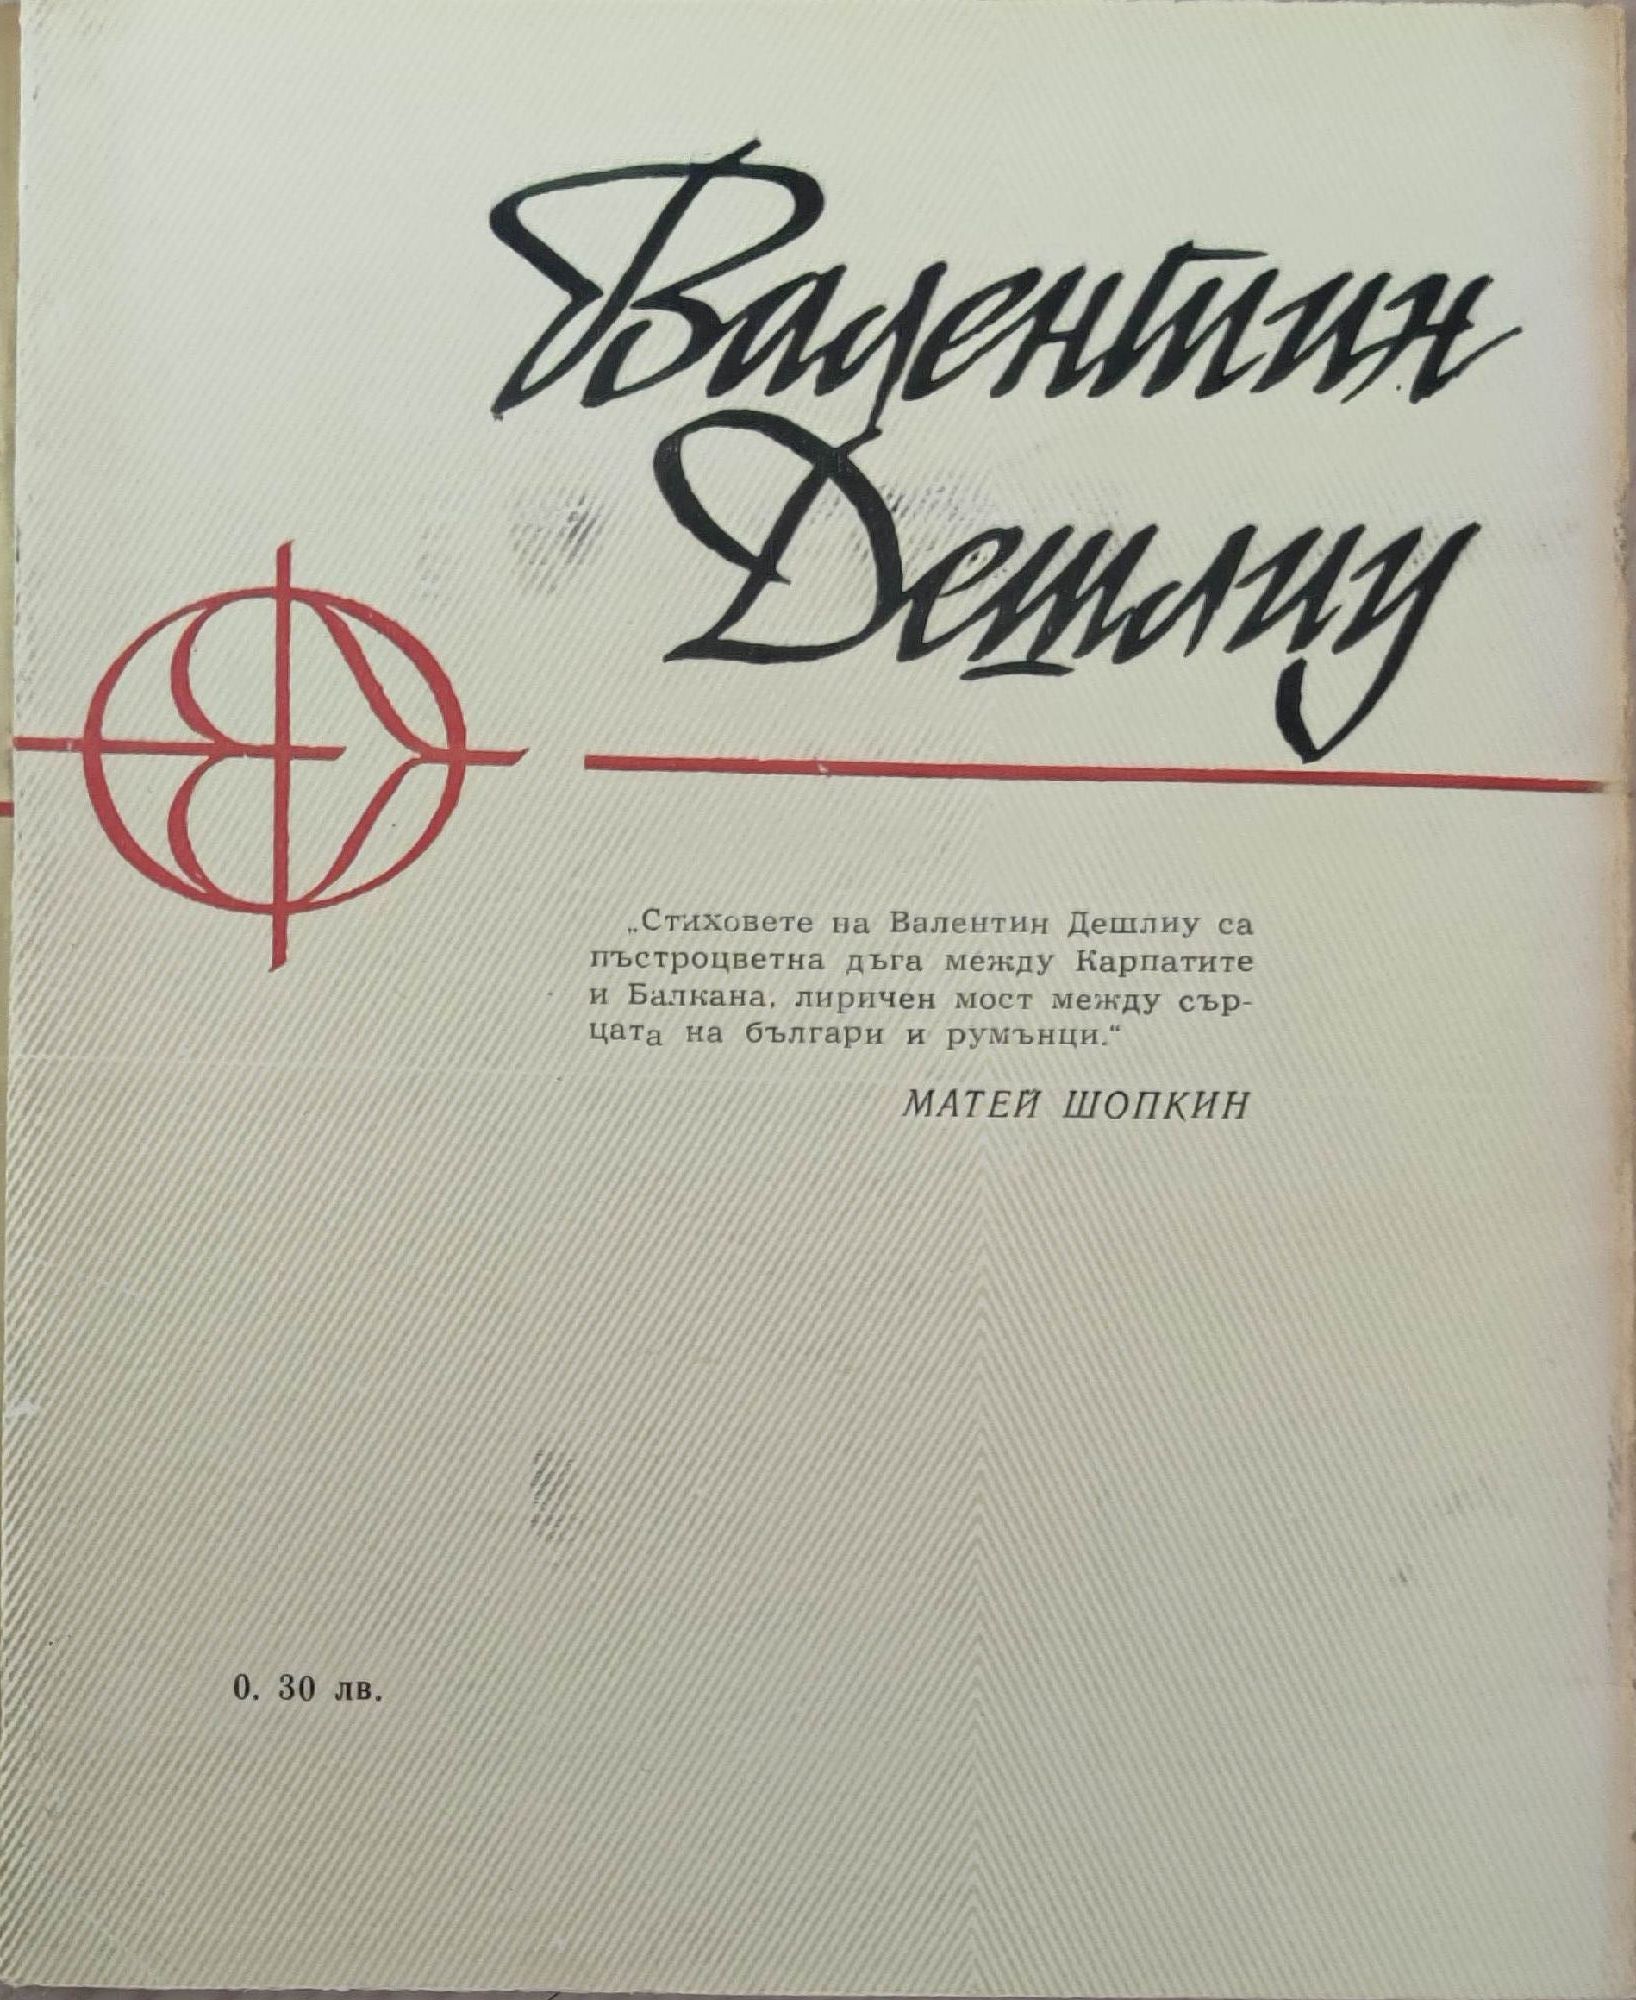 Валентин
Дешлиу
„Стиховете на Валентин Дешлиу са
пъстроцветна дъга между Карпатите
и Балкана, лиричен мост между сър-
цата на българи и румънци.“
МАТЕЙ ШОПКИН
0. 30 лв.